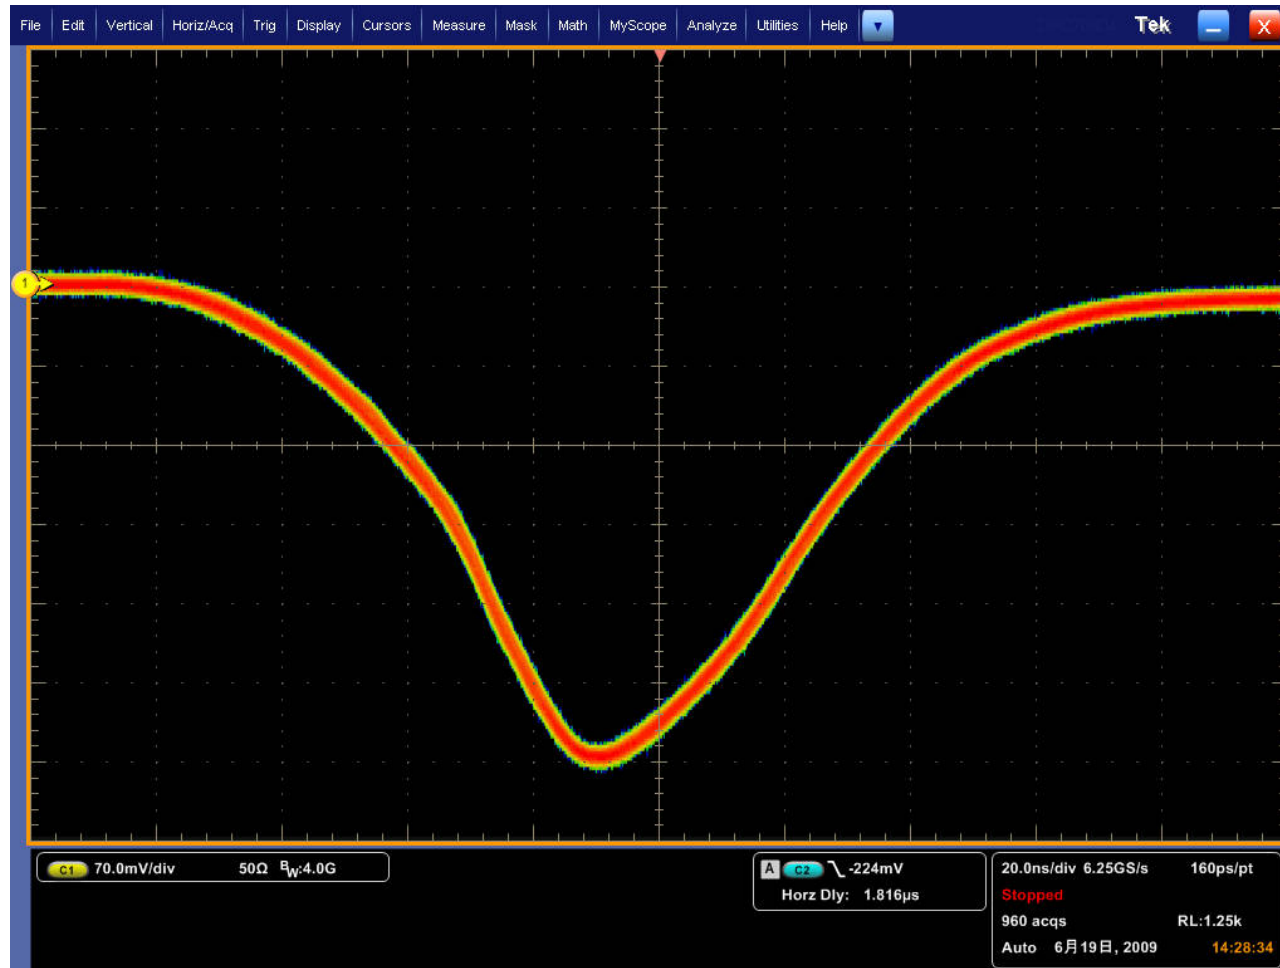 File Edit Vertical Horiz/Acq Trig Display Cursors Measure Mask Math MyScope Analyze Utilities Help Tek X
1
C1 70.0mV/div 50Ω BW:4.0G
A C2 -224mV
Horz Dly: 1.816μs
20.0ns/div 6.25GS/s 160ps/pt
Stopped
960 acqs RL:1.25k
Auto 6月19日, 2009 14:28:34